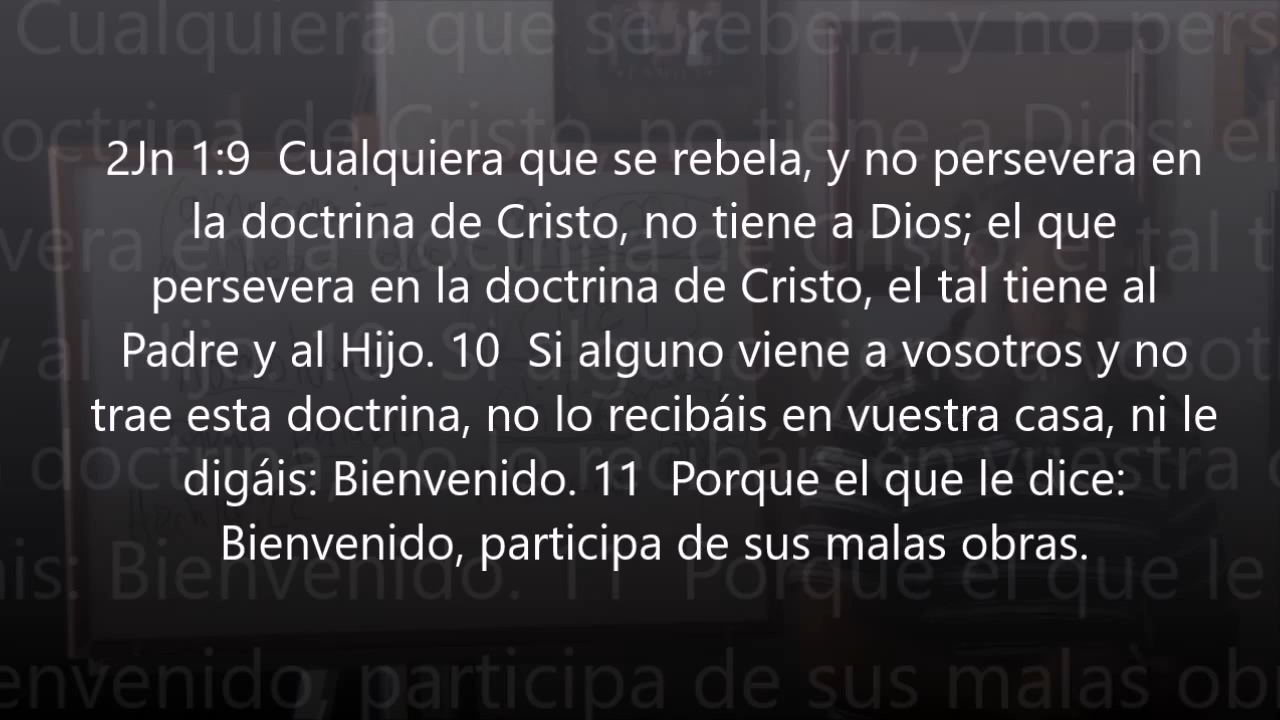 2Jn 1:9  Cualquiera que se rebela, y no persevera en
la doctrina de Cristo, no tiene a Dios; el que
persevera en la doctrina de Cristo, el tal tiene al
Padre y al Hijo. 10  Si alguno viene a vosotros y no
trae esta doctrina, no lo recibáis en vuestra casa, ni le
digáis: Bienvenido. 11  Porque el que le dice:
Bienvenido, participa de sus malas obras.